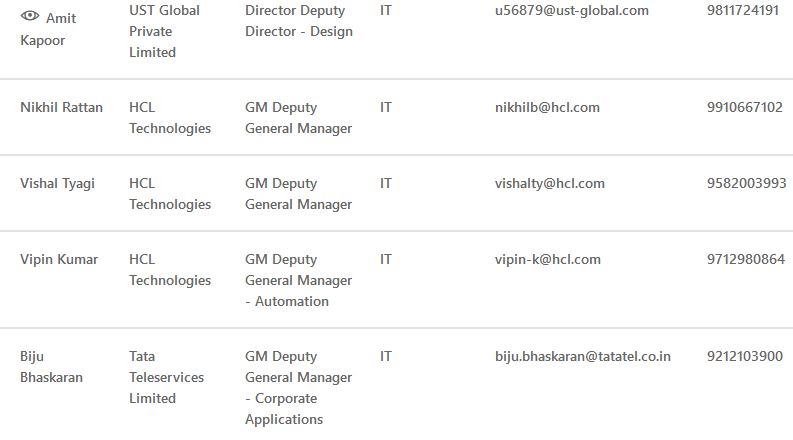 Amit Kapoor UST Global Private Limited Director Deputy Director - Design IT u56879@ust-global.com 9811724191
Nikhil Rattan HCL Technologies GM Deputy General Manager IT nikhilb@hcl.com 9910667102
Vishal Tyagi HCL Technologies GM Deputy General Manager IT vishalty@hcl.com 9582003993
Vipin Kumar HCL Technologies GM Deputy General Manager - Automation IT vipin-k@hcl.com 9712980864
Biju Bhaskaran Tata Teleservices Limited GM Deputy General Manager - Corporate Applications IT biju.bhaskaran@tatatel.co.in 9212103900